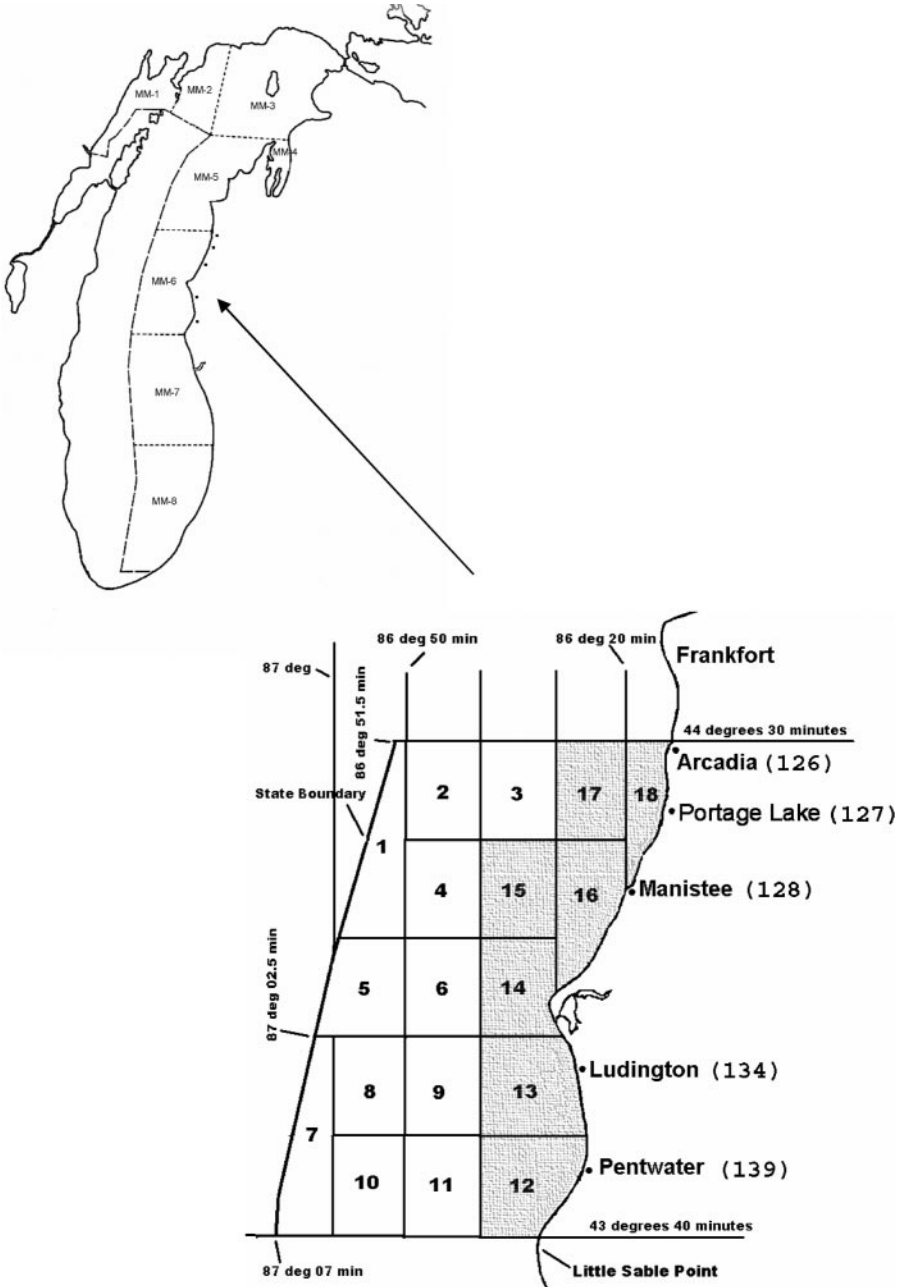 MM-1
MM-2
MM-3
MM-4
MM-5
MM-6
MM-7
MM-8
86 deg 50 min
86 deg 20 min
87 deg
86 deg 51.5 min
Frankfort
44 degrees 30 minutes
Arcadia (126)
State Boundary
2
3
17
18
Portage Lake (127)
1
4
15
16
Manistee (128)
87 deg 02.5 min
5
6
14
8
9
13
Ludington (134)
7
10
11
12
Pentwater (139)
43 degrees 40 minutes
87 deg 07 min
Little Sable Point